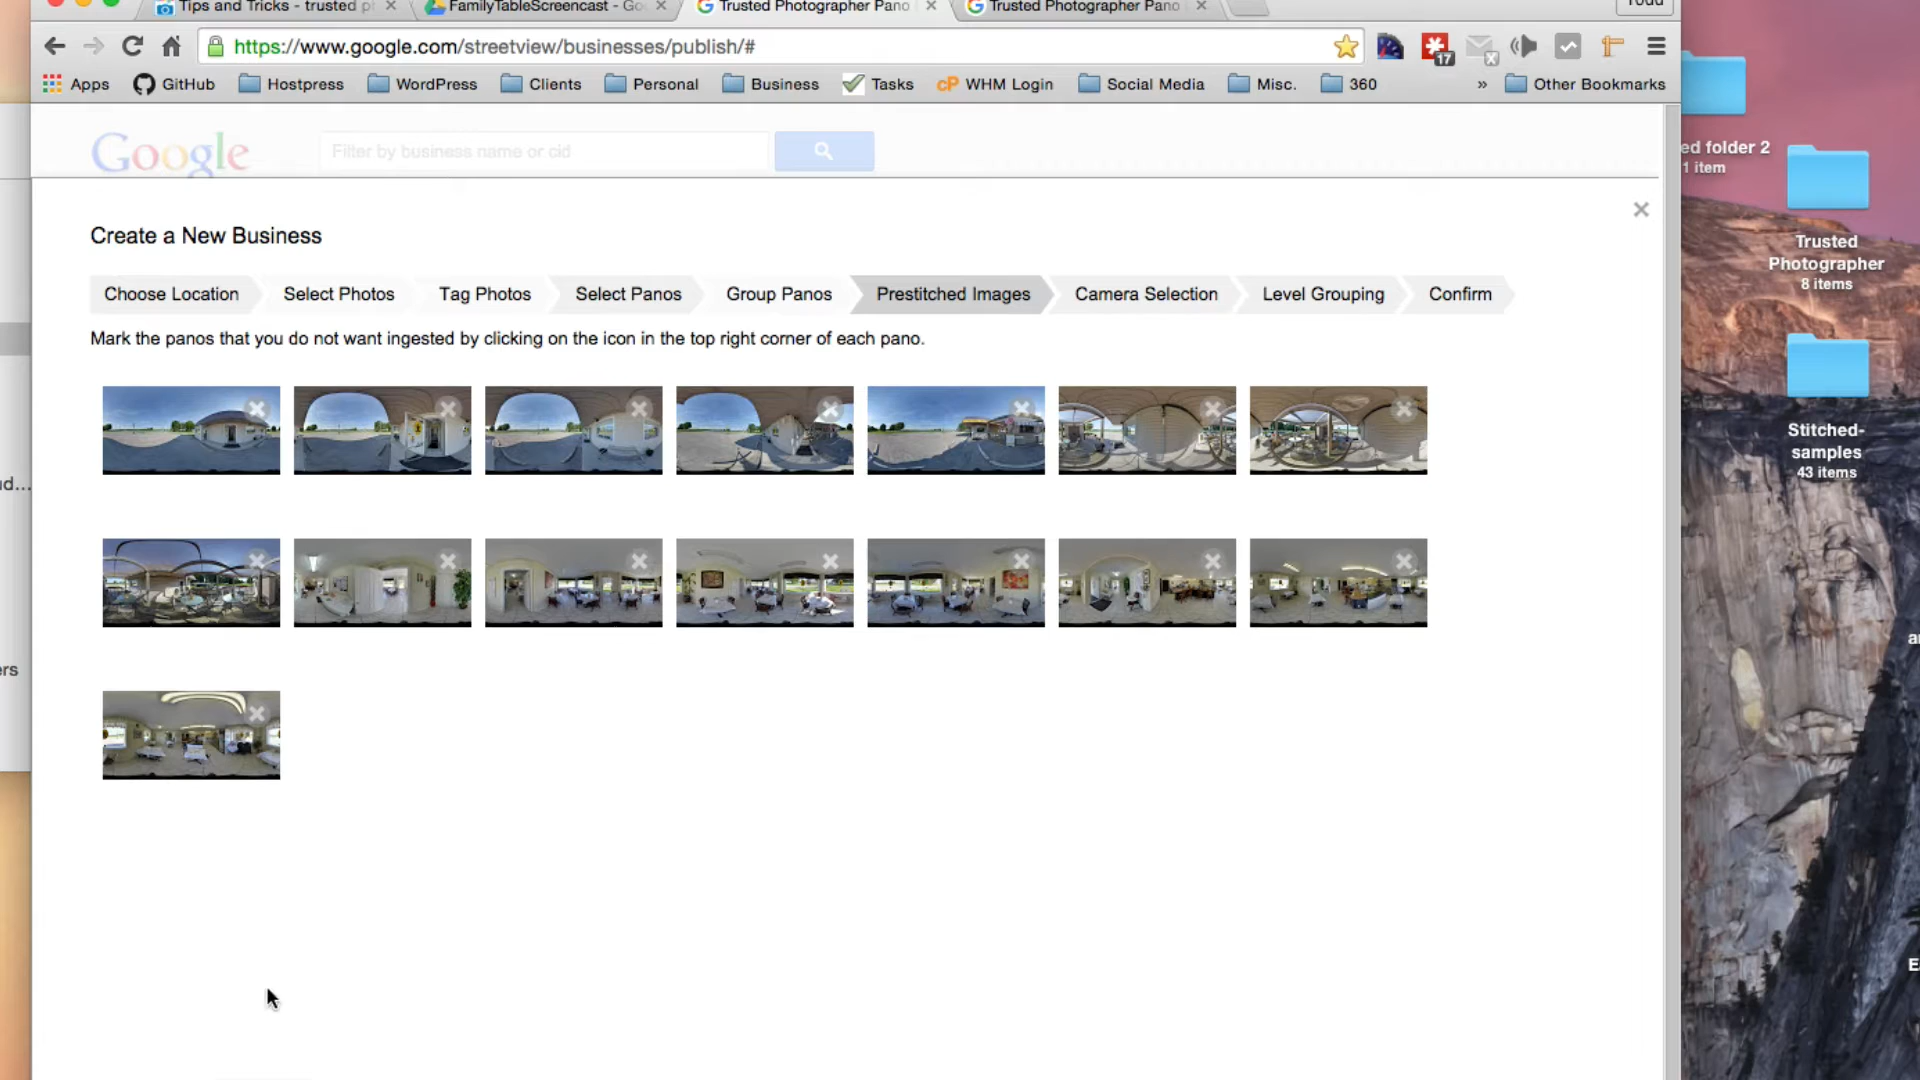 Tips and Tricks - trusted p
FamilyTableScreencast - Go
Trusted Photographer Pano
Trusted Photographer Pano
Todd
https://www.google.com/streetview/businesses/publish/#
17
Apps
GitHub
Hostpress
WordPress
Clients
Personal
Business
Tasks
cP WHM Login
Social Media
Misc.
360
»
Other Bookmarks
Google
Filter by business name or cid
Create a New Business
Choose Location
Select Photos
Tag Photos
Select Panos
Group Panos
Prestitched Images
Camera Selection
Level Grouping
Confirm
Mark the panos that you do not want ingested by clicking on the icon in the top right corner of each pano.
ed folder 2
1 item
Trusted
Photographer
8 items
Stitched-
samples
43 items
ud...
ers